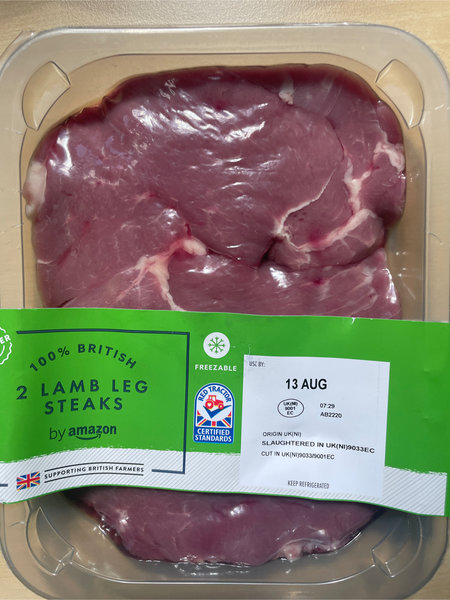 100% BRITISH
2 LAMB LEG
STEAKS
by amazon
SUPPORTING BRITISH FARMERS
FREEZABLE
RED TRACTOR
CERTIFIED
STANDARDS
USE BY:
13 AUG
UK(NI)
9001
EC
07:29
AB2220
ORIGIN UK(NI)
SLAUGHTERED IN UK(NI)9033EC
CUT IN UK(NI)9033/9001EC
KEEP REFRIGERATED